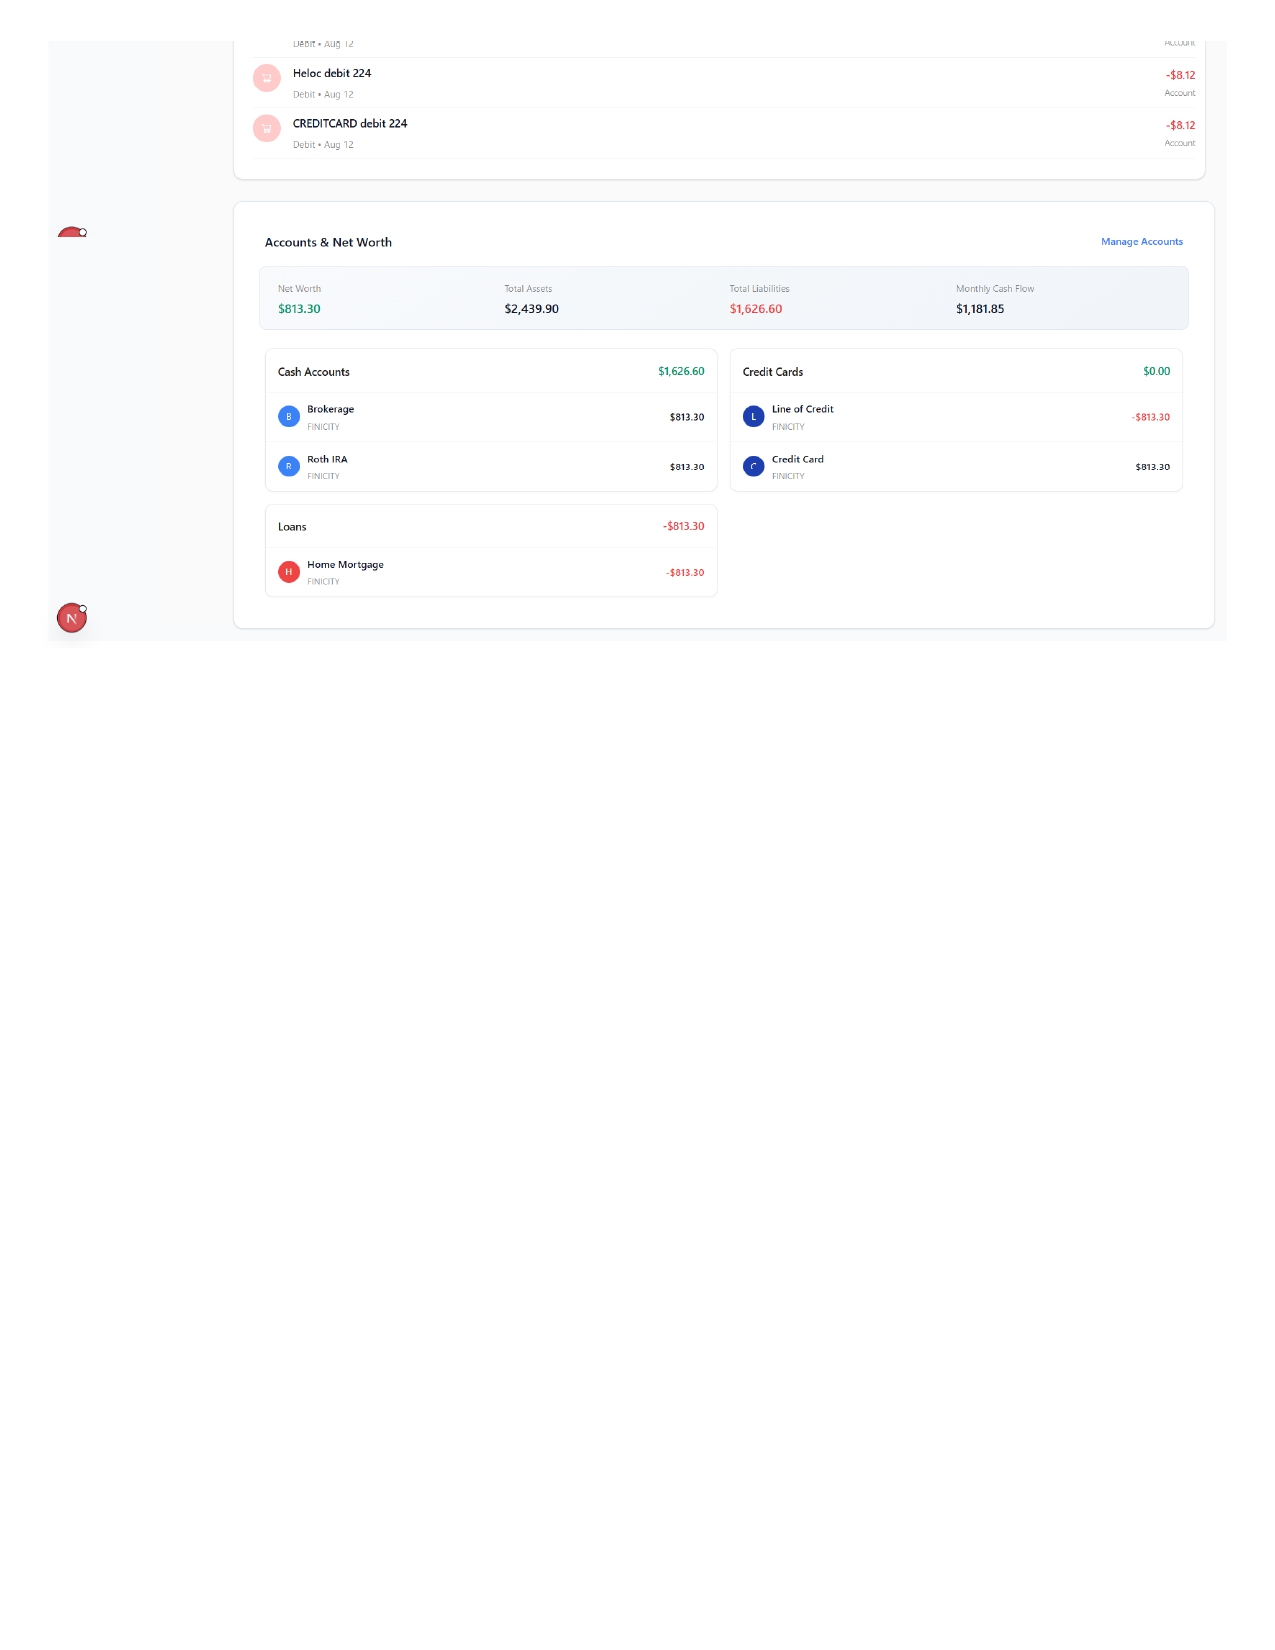 Debit • Aug 12
Account
Heloc debit 224
-$8.12
Debit • Aug 12
Account
CREDITCARD debit 224
-$8.12
Debit • Aug 12
Account
Accounts & Net Worth
Manage Accounts
Net Worth
Total Assets
Total Liabilities
Monthly Cash Flow
$813.30
$2,439.90
$1,626.60
$1,181.85
Cash Accounts
$1,626.60
B
Brokerage
FINICITY
$813.30
R
Roth IRA
FINICITY
$813.30
Credit Cards
$0.00
L
Line of Credit
FINICITY
-$813.30
C
Credit Card
FINICITY
$813.30
Loans
-$813.30
H
Home Mortgage
FINICITY
-$813.30
N